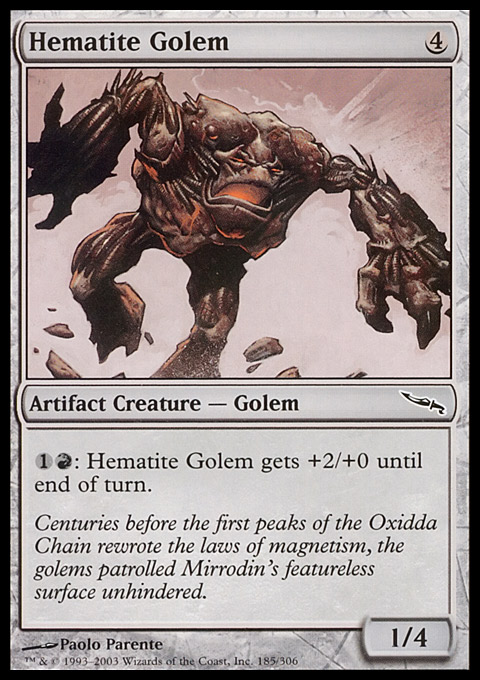 Hematite Golem 4
Artifact Creature — Golem
1R: Hematite Golem gets +2/+0 until
end of turn.
Centuries before the first peaks of the Oxidda
Chain rewrote the laws of magnetism, the
golems patrolled Mirrodin's featureless
surface unhindered.
Paolo Parente
1/4
™ & © 1993–2003 Wizards of the Coast, Inc. 185/306